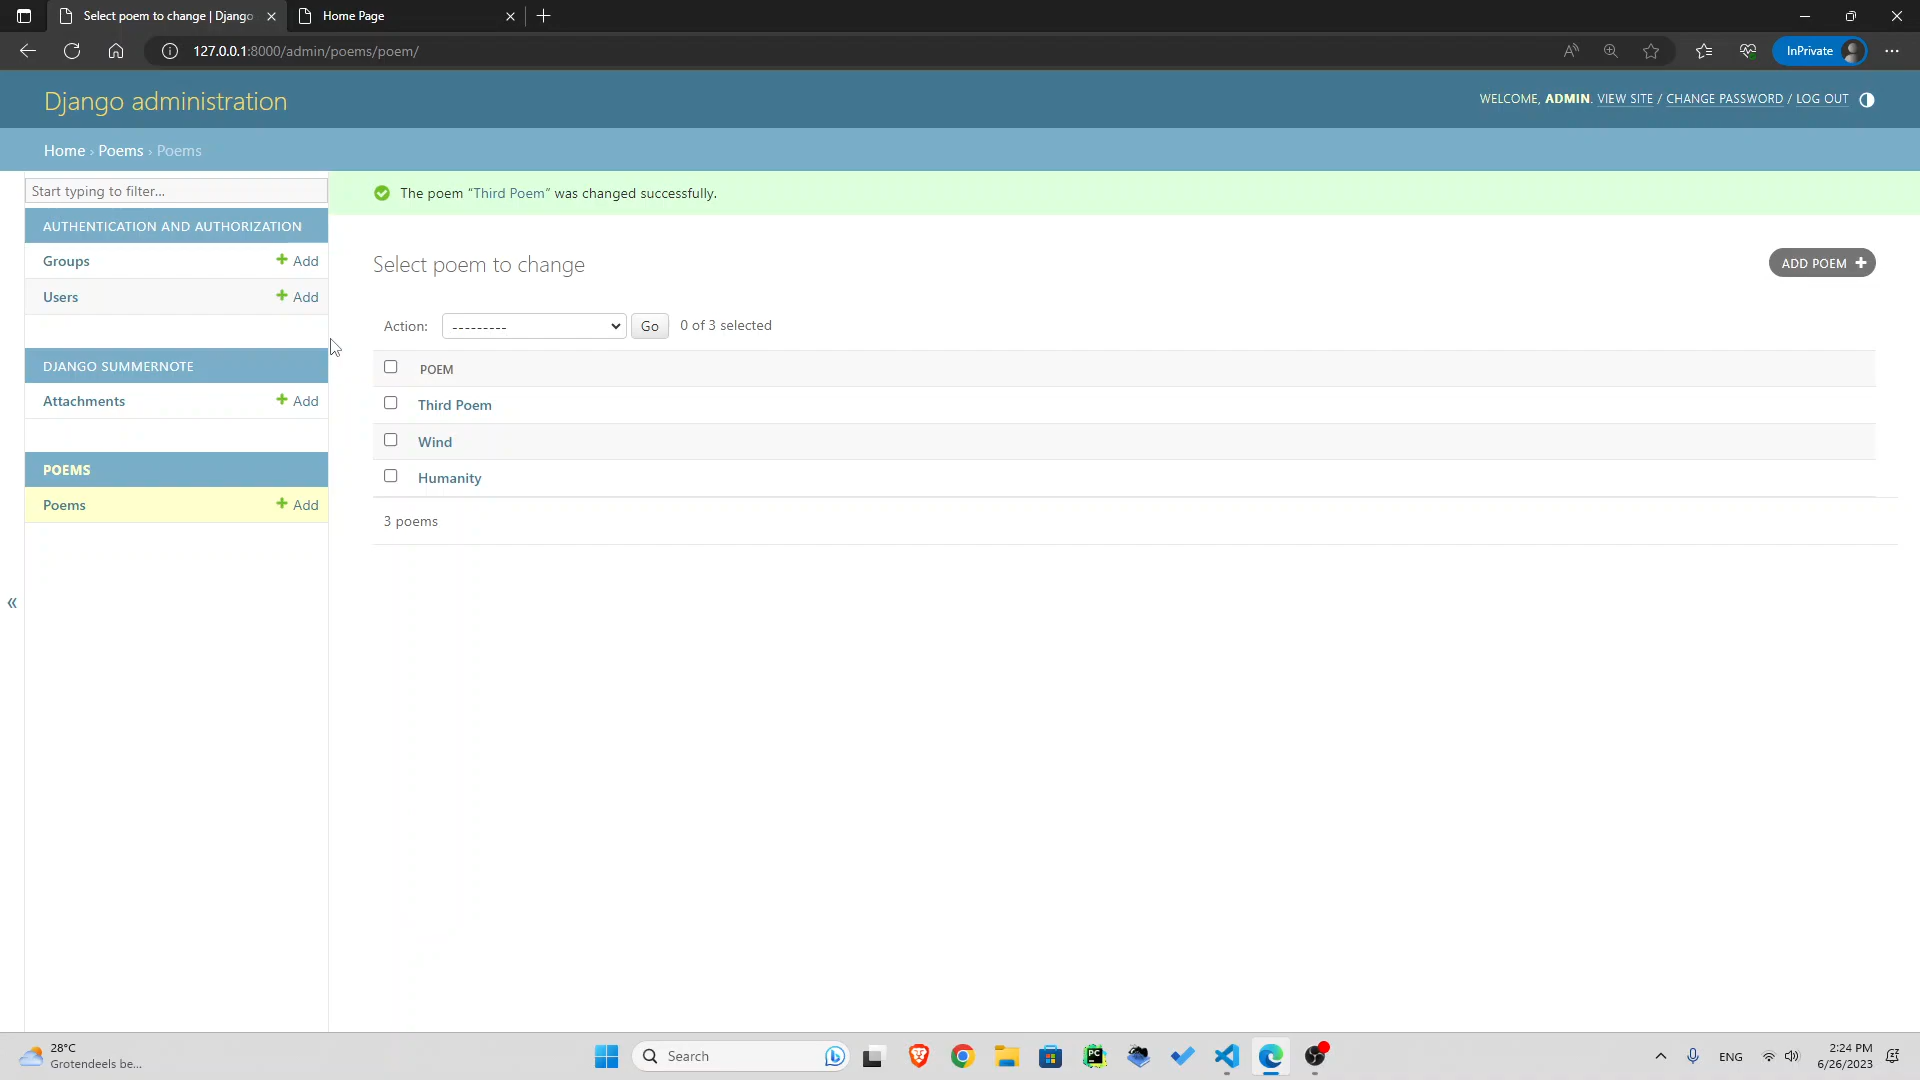 Select poem to change | Django
Home Page
127.0.0.1:8000/admin/poems/poem/
InPrivate
Django administration
WELCOME, ADMIN. VIEW SITE / CHANGE PASSWORD / LOG OUT
Home › Poems › Poems
Start typing to filter...
The poem “Third Poem” was changed successfully.
AUTHENTICATION AND AUTHORIZATION
Groups Add
Users Add
DJANGO SUMMERNOTE
Attachments Add
POEMS
Poems Add
Select poem to change
ADD POEM
Action: --------- Go 0 of 3 selected
POEM
Third Poem
Wind
Humanity
3 poems
28°C
Grotendeels be...
Search
PC
ENG
2:24 PM
6/26/2023